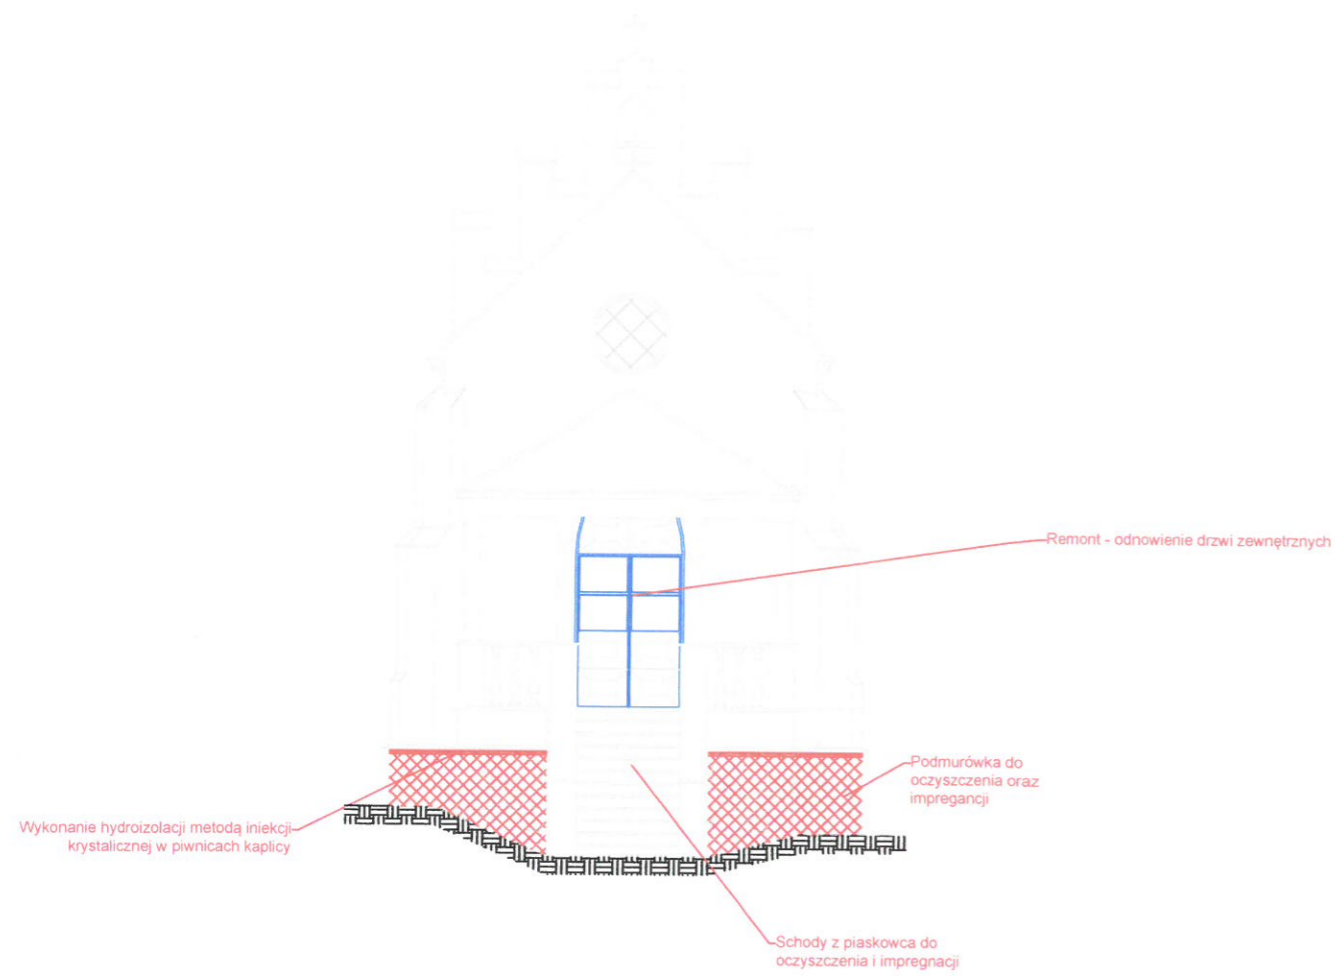 Remont - odnowienie drzwi zewnętrznych
Podmurówka do
oczyszczenia oraz
impregancji
Wykonanie hydroizolacji metodą iniekcji
krystalicznej w piwnicach kaplicy
Schody z piaskowca do
oczyszczenia i impregnacji